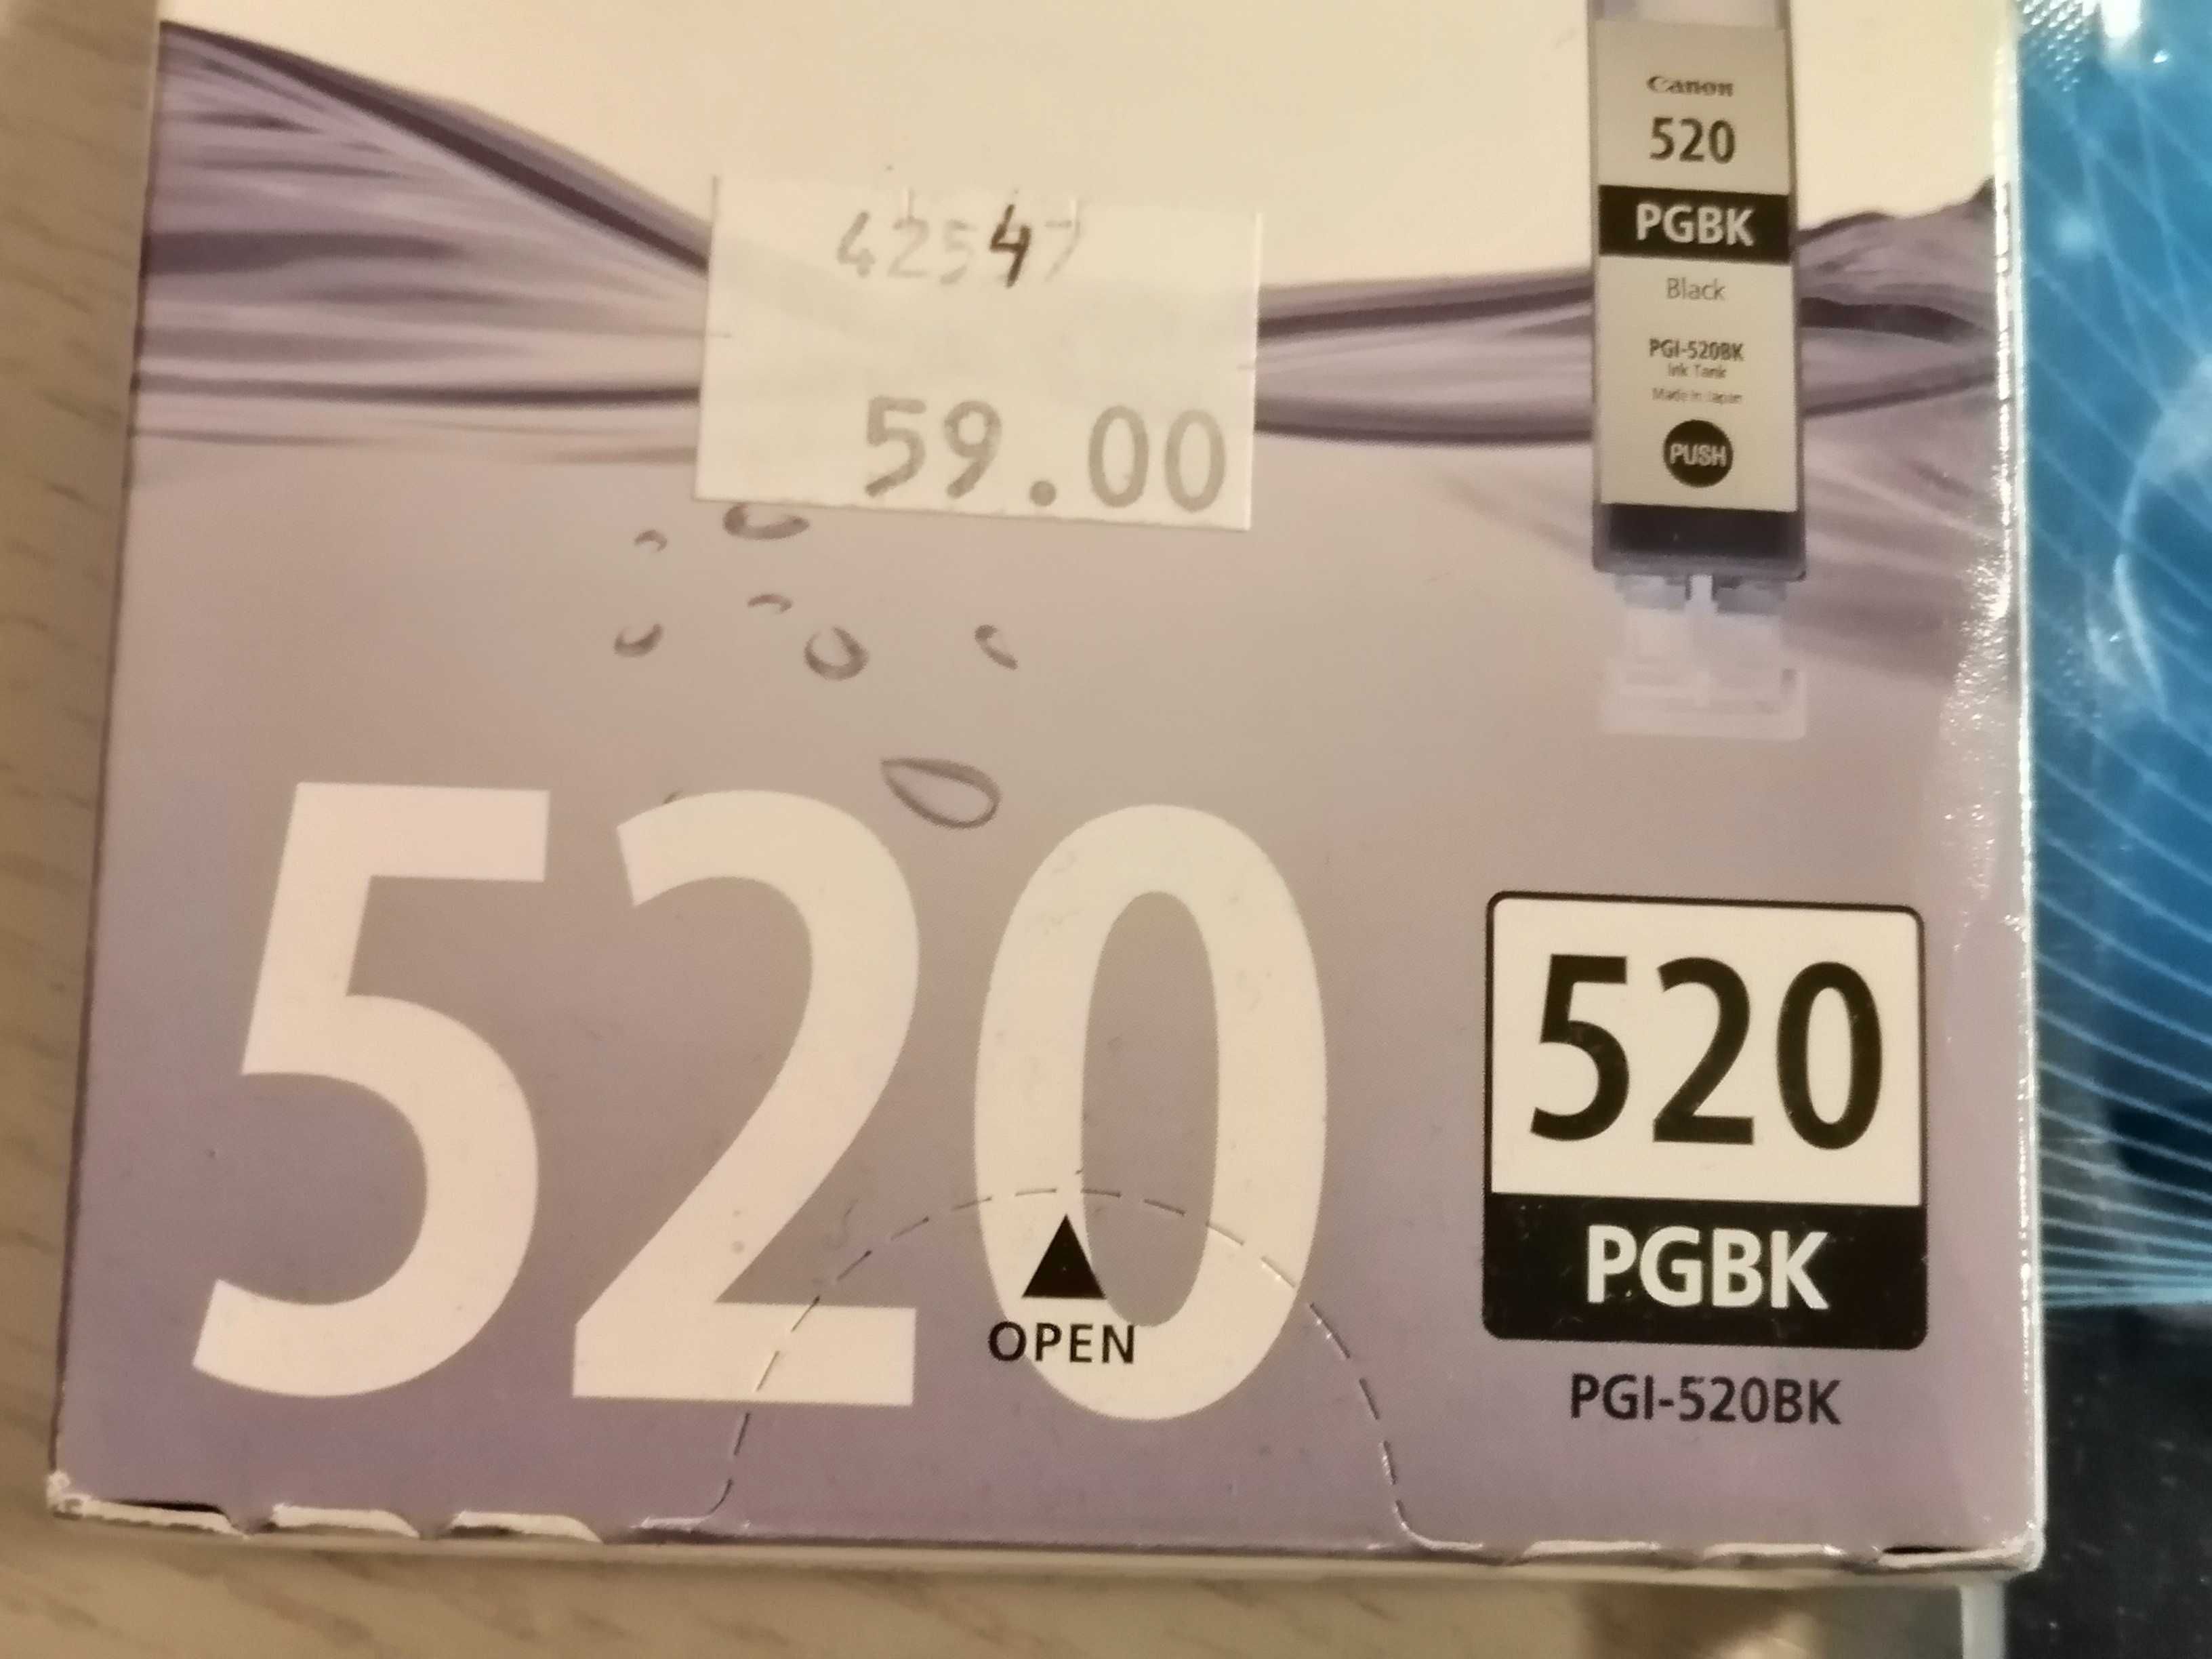 42547
59.00
Canon
520
PGBK
Black
PGI-520BK
Ink Tank
Made in Japan
PUSH
520
OPEN
520
PGBK
PGI-520BK